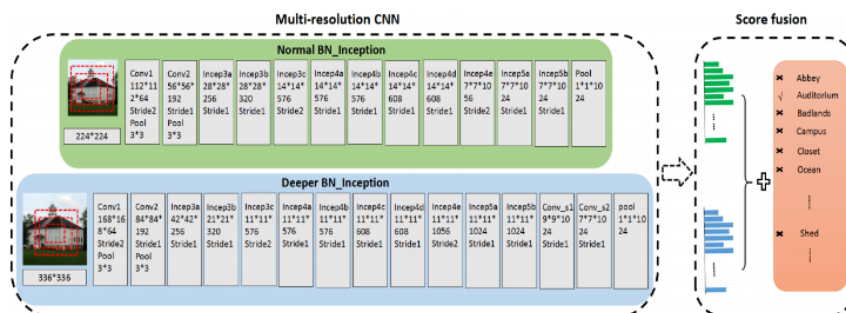 Multi-resolution CNN
Score fusion
Normal BN_Inception
224*224
Conv1
112*11
2*64
Stride2
Pool
3*3
Conv2
56*56*
192
Stride1
Pool
3*3
Incep3a
28*28*
256
Stride1
Incep3b
28*28*
320
Stride1
Incep3c
14*14*
576
Stride2
Incep4a
14*14*
576
Stride1
Incep4b
14*14*
576
Stride1
Incep4c
14*14*
608
Stride1
Incep4d
14*14*
608
Stride1
Incep4e
7*7*10
56
Stride2
Incep5a
7*7*10
24
Stride1
Incep5b
7*7*10
24
Stride1
Pool
1*1*10
24
Deeper BN_Inception
336*336
Conv1
168*16
8*64
Stride2
Pool
3*3
Conv2
84*84*
192
Stride1
Pool
3*3
Incep3a
42*42*
256
Stride1
Incep3b
21*21*
320
Stride1
Incep3c
11*11*
576
Stride2
Incep4a
11*11*
576
Stride1
Incep4b
11*11*
576
Stride1
Incep4c
11*11*
608
Stride1
Incep4d
11*11*
608
Stride1
Incep4e
11*11*
1056
Stride2
Incep5a
11*11*
1024
Stride1
Incep5b
11*11*
1024
Stride1
Conv_s1
9*9*10
24
Stride1
Conv_s2
7*7*10
24
Stride1
pool
1*1*10
24
Abbey
Auditorium
Badlands
Campus
Closet
Ocean
Shed